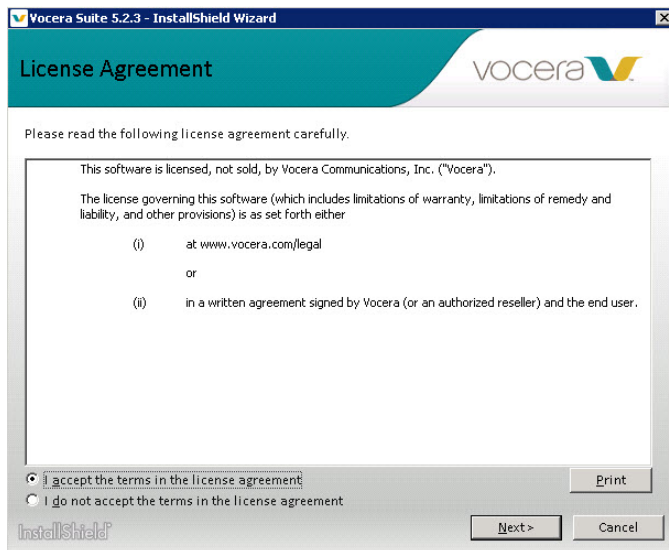 Vocera Suite 5.2.3 - InstallShield Wizard
License Agreement
vocera
Please read the following license agreement carefully.
This software is licensed, not sold, by Vocera Communications, Inc. ("Vocera").
The license governing this software (which includes limitations of warranty, limitations of remedy and
liability, and other provisions) is as set forth either
(i) at www.vocera.com/legal
or
(ii) in a written agreement signed by Vocera (or an authorized reseller) and the end user.
I accept the terms in the license agreement
Print
I do not accept the terms in the license agreement
InstallShield
Next >
Cancel